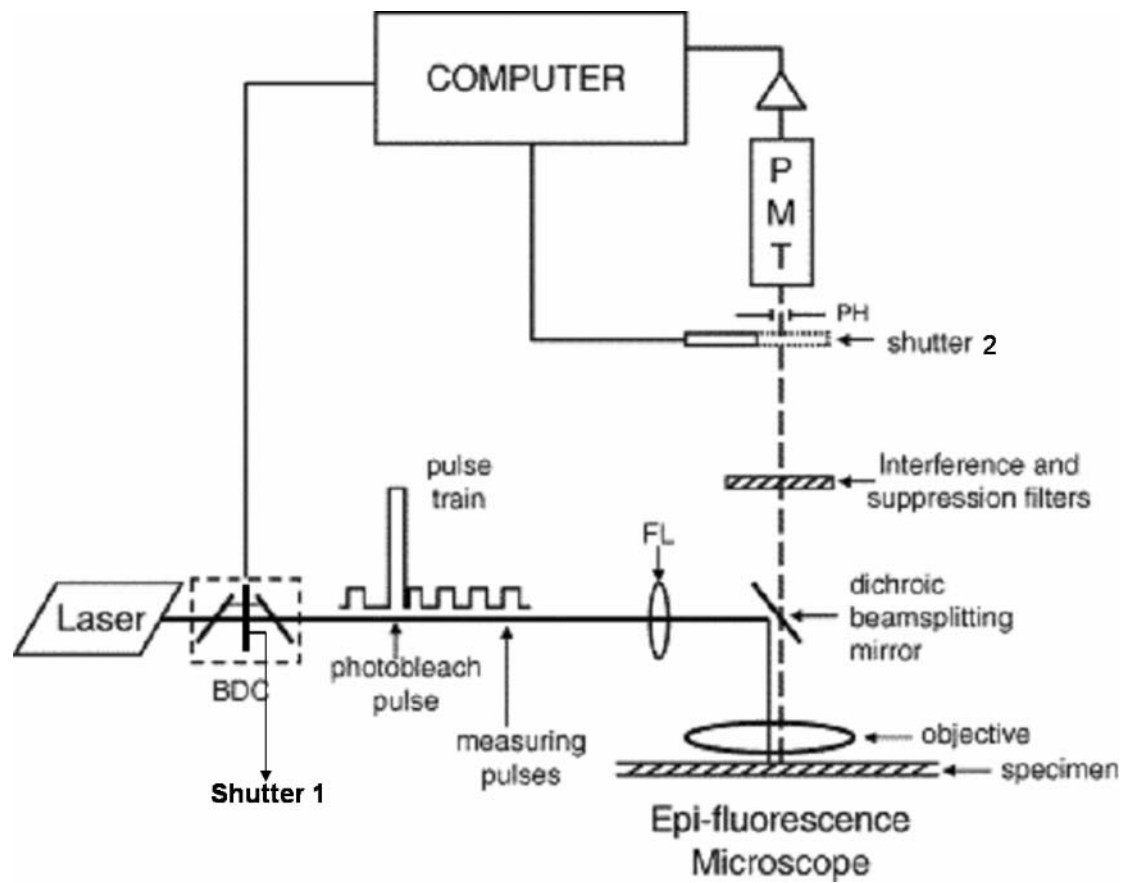 COMPUTER
P
M
T
PH
shutter 2
Interference and
suppression filters
pulse
train
FL
dichroic
beamsplitting
mirror
Laser
BDC
photobleach
pulse
measuring
pulses
Shutter 1
objective
specimen
Epi-fluorescence
Microscope